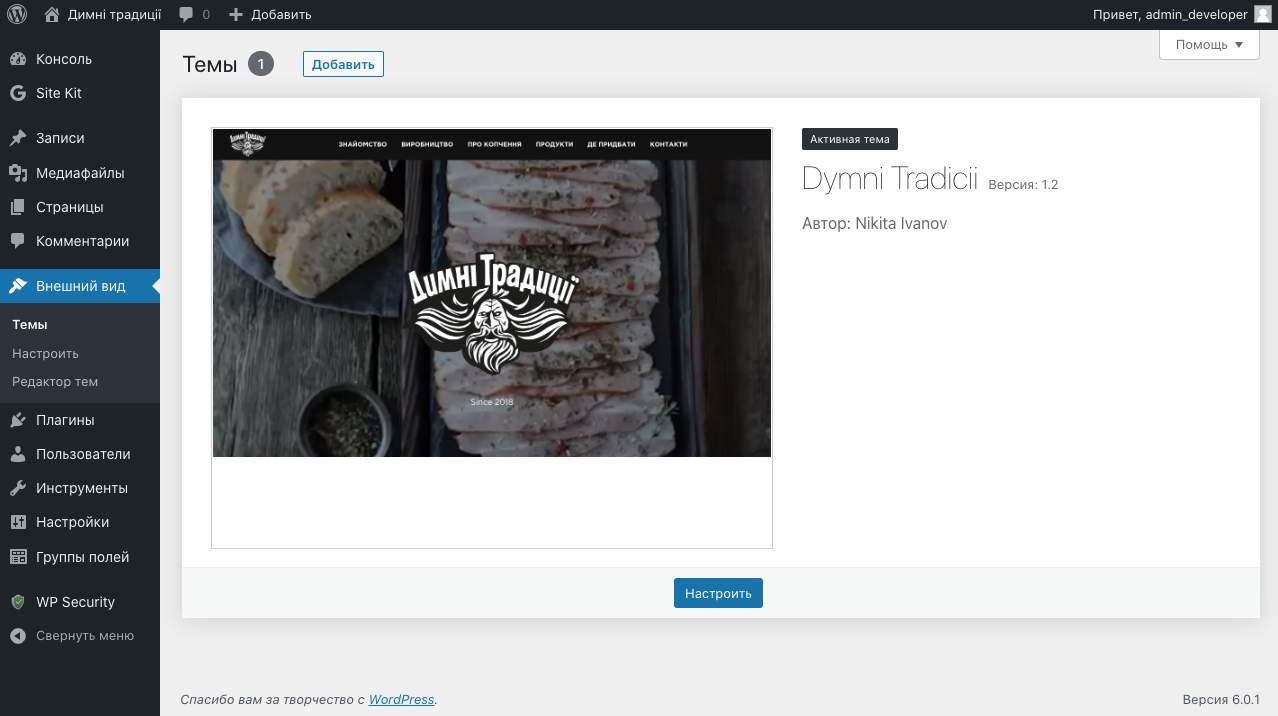 Димні традиції
0
Добавить
Привет, admin_developer
Помощь
Консоль
Site Kit
Записи
Медиафайлы
Страницы
Комментарии
Внешний вид
Темы
Настроить
Редактор тем
Плагины
Пользователи
Инструменты
Настройки
Группы полей
WP Security
Свернуть меню
Темы 1 Добавить
Димні Традиції
ЗНАЙОМСТВО ВИРОБНИЦТВО ПРО КОПЧЕННЯ ПРОДУКТИ ДЕ ПРИДБАТИ КОНТАКТИ
Димні Традиції
Since 2018
Активная тема
Dymni Tradicii Версия: 1.2
Автор: Nikita Ivanov
Настроить
Спасибо вам за творчество с WordPress.
Версия 6.0.1